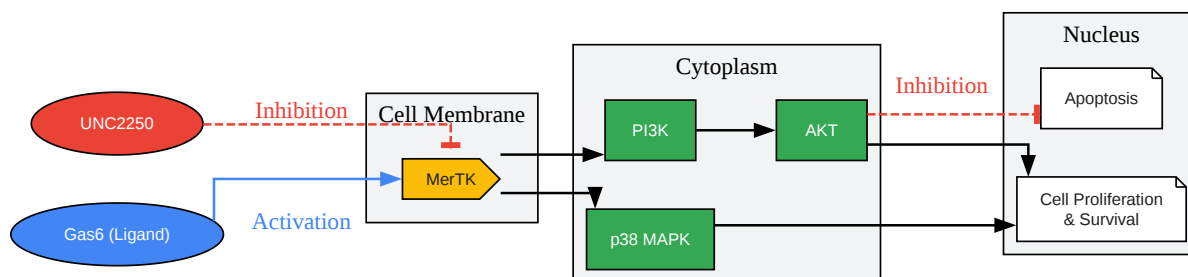 UNC2250
Inhibition
Gas6 (Ligand)
Activation
Cell Membrane
MerTK
Cytoplasm
PI3K
AKT
p38 MAPK
Inhibition
Nucleus
Apoptosis
Cell Proliferation
& Survival